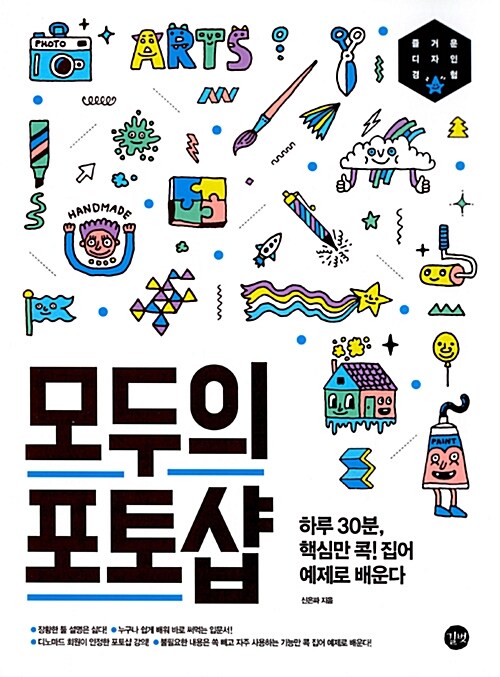 PHOTO
ARTS
즐거운
디자인
경험
HANDMADE
PAINT
모두의
포토샵
하루 30분,
핵심만 콕! 집어
예제로 배운다
신은화 지음
장황한 툴 설명은 싫다! 누구나 쉽게 배워 바로 써먹는 입문서!
디노마드 회원이 인정한 포토샵 강의! 불필요한 내용은 쏙 빼고 자주 사용하는 기능만 콕 집어 예제로 배운다!
길벗